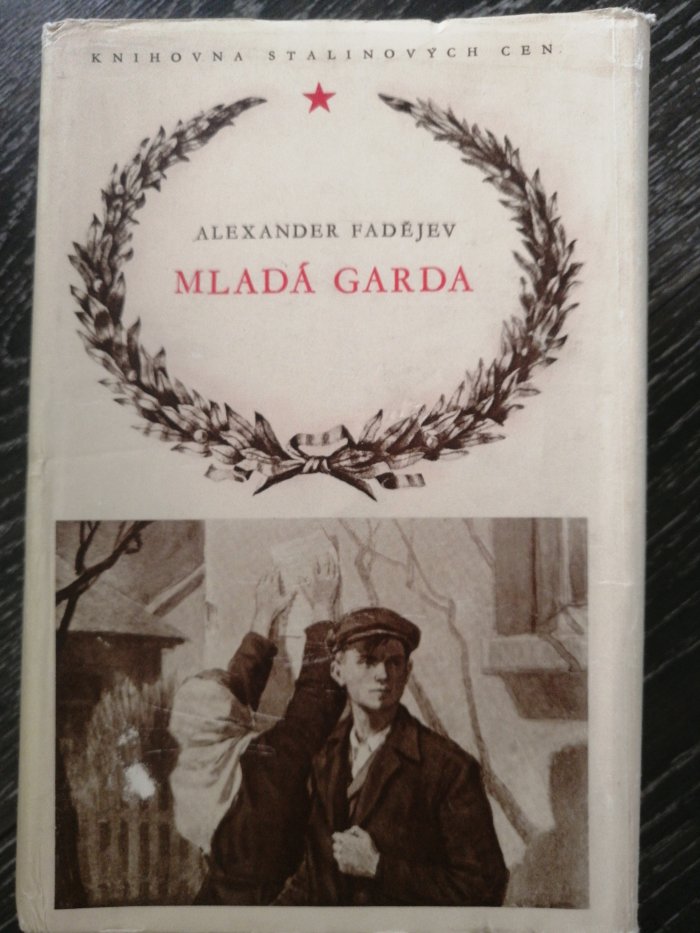 KNIHOVNA STALINOVÝCH CEN
ALEXANDER FADĚJEV
MLADÁ GARDA